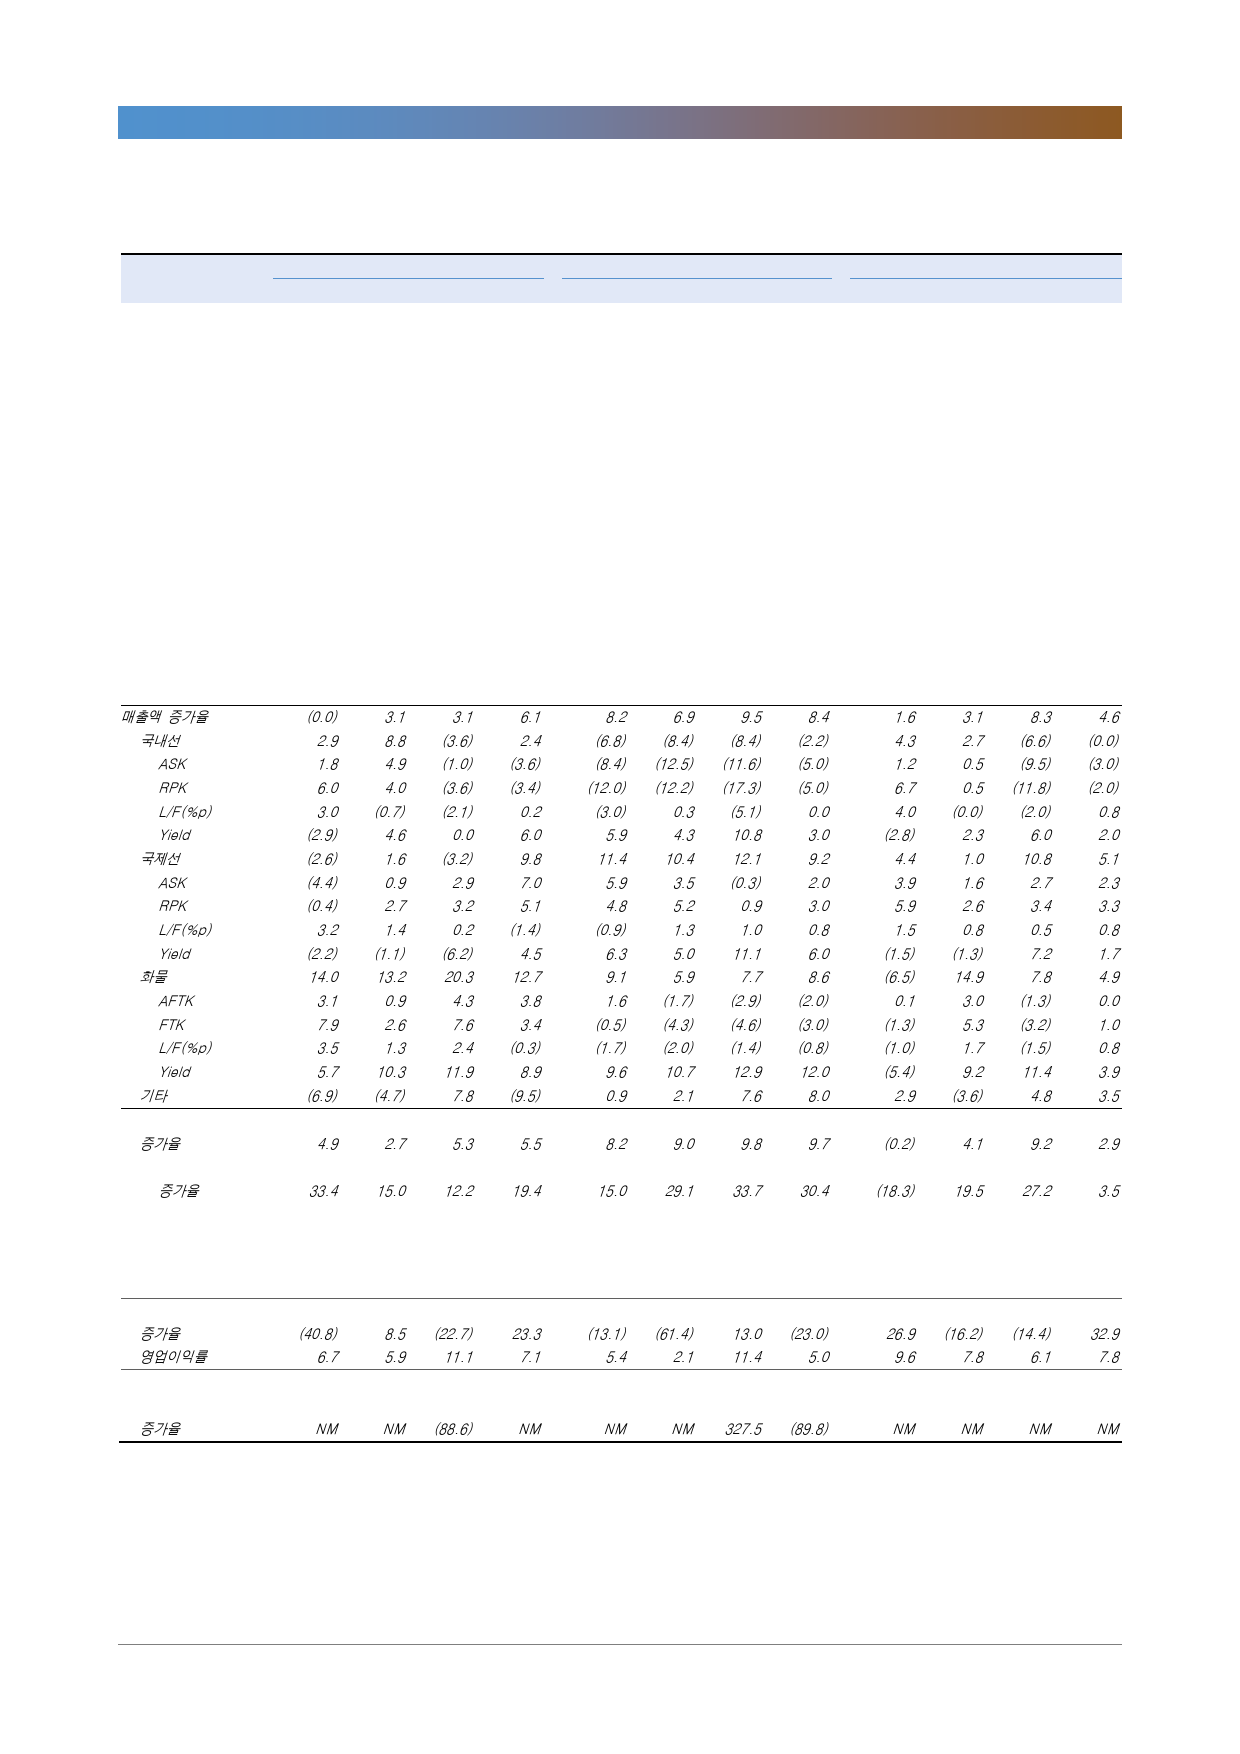 매출액 증가율 (0.0) 3.1 3.1 6.1 8.2 6.9 9.5 8.4 1.6 3.1 8.3 4.6
국내선 2.9 8.8 (3.6) 2.4 (6.8) (8.4) (8.4) (2.2) 4.3 2.7 (6.6) (0.0)
ASK 1.8 4.9 (1.0) (3.6) (8.4) (12.5) (11.6) (5.0) 1.2 0.5 (9.5) (3.0)
RPK 6.0 4.0 (3.6) (3.4) (12.0) (12.2) (17.3) (5.0) 6.7 0.5 (11.8) (2.0)
L/F(%p) 3.0 (0.7) (2.1) 0.2 (3.0) 0.3 (5.1) 0.0 4.0 (0.0) (2.0) 0.8
Yield (2.9) 4.6 0.0 6.0 5.9 4.3 10.8 3.0 (2.8) 2.3 6.0 2.0
국제선 (2.6) 1.6 (3.2) 9.8 11.4 10.4 12.1 9.2 4.4 1.0 10.8 5.1
ASK (4.4) 0.9 2.9 7.0 5.9 3.5 (0.3) 2.0 3.9 1.6 2.7 2.3
RPK (0.4) 2.7 3.2 5.1 4.8 5.2 0.9 3.0 5.9 2.6 3.4 3.3
L/F(%p) 3.2 1.4 0.2 (1.4) (0.9) 1.3 1.0 0.8 1.5 0.8 0.5 0.8
Yield (2.2) (1.1) (6.2) 4.5 6.3 5.0 11.1 6.0 (1.5) (1.3) 7.2 1.7
화물 14.0 13.2 20.3 12.7 9.1 5.9 7.7 8.6 (6.5) 14.9 7.8 4.9
AFTK 3.1 0.9 4.3 3.8 1.6 (1.7) (2.9) (2.0) 0.1 3.0 (1.3) 0.0
FTK 7.9 2.6 7.6 3.4 (0.5) (4.3) (4.6) (3.0) (1.3) 5.3 (3.2) 1.0
L/F(%p) 3.5 1.3 2.4 (0.3) (1.7) (2.0) (1.4) (0.8) (1.0) 1.7 (1.5) 0.8
Yield 5.7 10.3 11.9 8.9 9.6 10.7 12.9 12.0 (5.4) 9.2 11.4 3.9
기타 (6.9) (4.7) 7.8 (9.5) 0.9 2.1 7.6 8.0 2.9 (3.6) 4.8 3.5
증가율 4.9 2.7 5.3 5.5 8.2 9.0 9.8 9.7 (0.2) 4.1 9.2 2.9
증가율 33.4 15.0 12.2 19.4 15.0 29.1 33.7 30.4 (18.3) 19.5 27.2 3.5
증가율 (40.8) 8.5 (22.7) 23.3 (13.1) (61.4) 13.0 (23.0) 26.9 (16.2) (14.4) 32.9
영업이익률 6.7 5.9 11.1 7.1 5.4 2.1 11.4 5.0 9.6 7.8 6.1 7.8
증가율 NM NM (88.6) NM NM NM 327.5 (89.8) NM NM NM NM